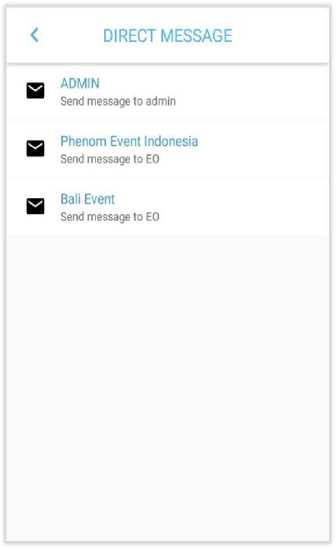 DIRECT MESSAGE
ADMIN
Send message to admin
Phenom Event Indonesia
Send message to EO
Bali Event
Send message to EO